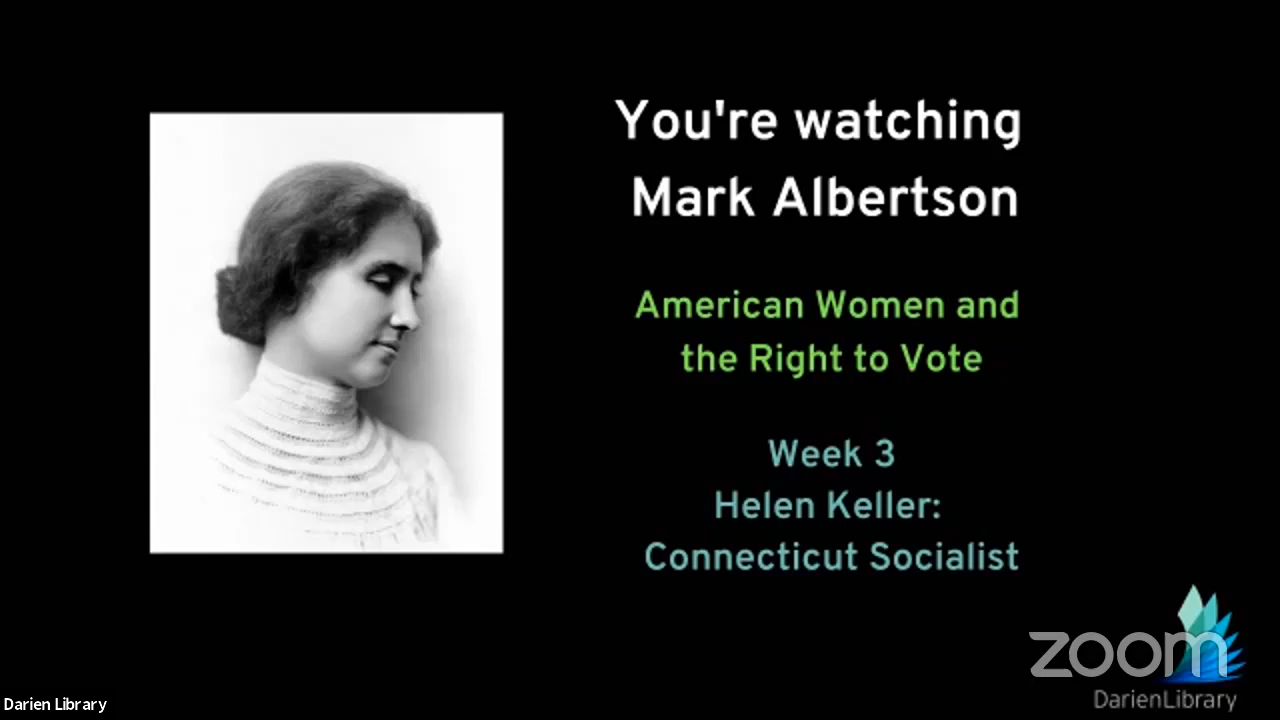 You're watching
Mark Albertson
American Women and
the Right to Vote
Week 3
Helen Keller:
Connecticut Socialist
zoom
DarienLibrary
Darien Library